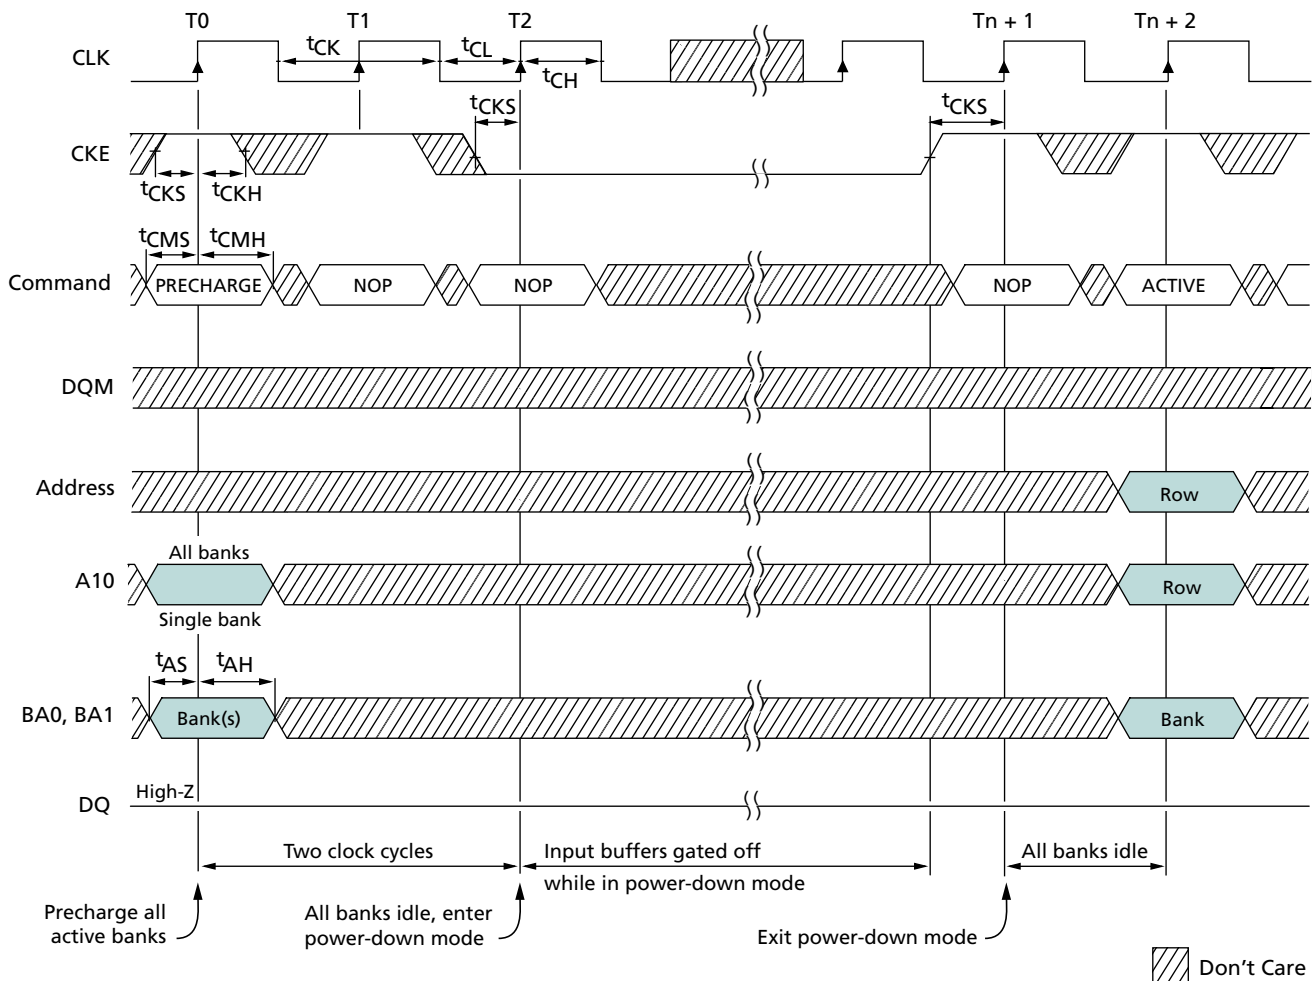 T0 T1 T2 Tn + 1 Tn + 2
CLK
tCK tCL
tCH
tCKS tCKS
CKE
tCKS tCKH
tCMS tCMH
Command PRECHARGE NOP NOP NOP ACTIVE
DQM
Address Row
All banks
A10 Row
Single bank
tAS tAH
BA0, BA1 Bank(s) Bank
High-Z
DQ
Two clock cycles
Input buffers gated off
while in power-down mode
All banks idle
Precharge all
active banks
All banks idle, enter
power-down mode
Exit power-down mode
Don't Care